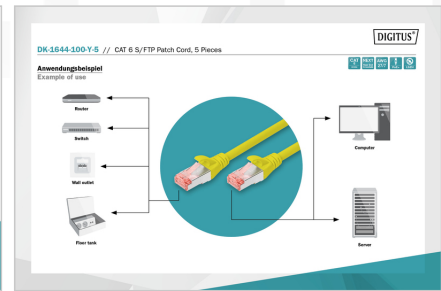 DIGITUS®
DK-1644-100-Y-5 // CAT 6 S/FTP Patch Cord, 5 Pieces
Anwendungsbeispiel
Example of use
Router
Switch
Wall outlet
Floor tank
Computer
Server